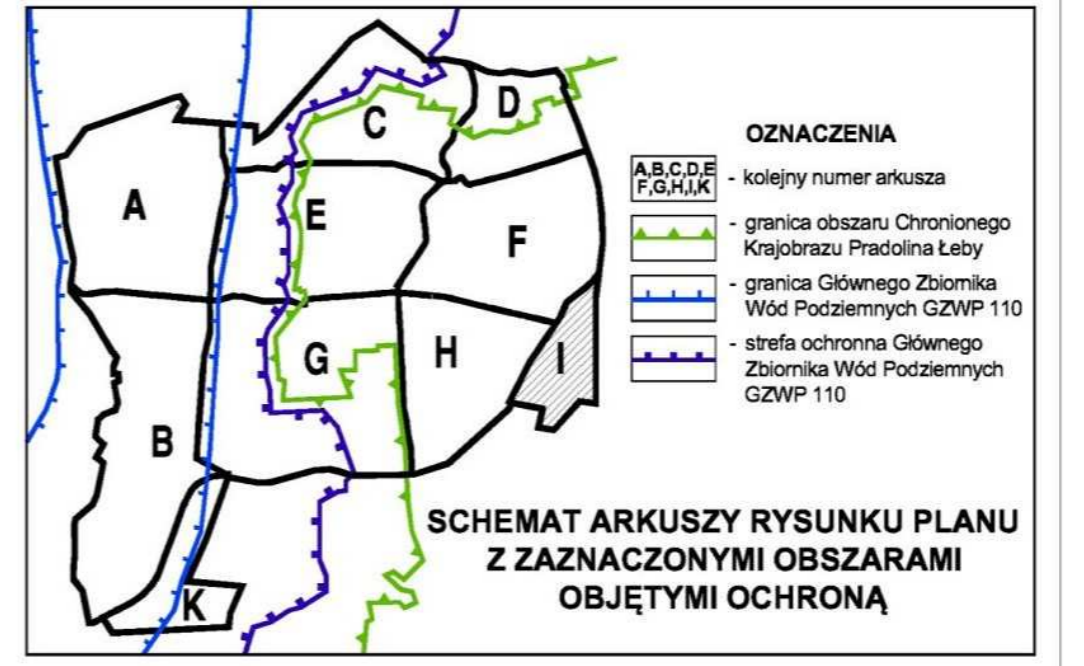 A
C
D
E
F
G
H
I
B
K
OZNACZENIA
A,B,C,D,E
F,G,H,I,K
- kolejny numer arkusza
- granica obszaru Chronionego
Krajobrazu Pradolina Łeby
- granica Głównego Zbiornika
Wód Podziemnych GZWP 110
- strefa ochronna Głównego
Zbiornika Wód Podziemnych
GZWP 110
SCHEMAT ARKUSZY RYSUNKU PLANU
Z ZAZNACZONYMI OBSZARAMI
OBJĘTYMI OCHRONĄ